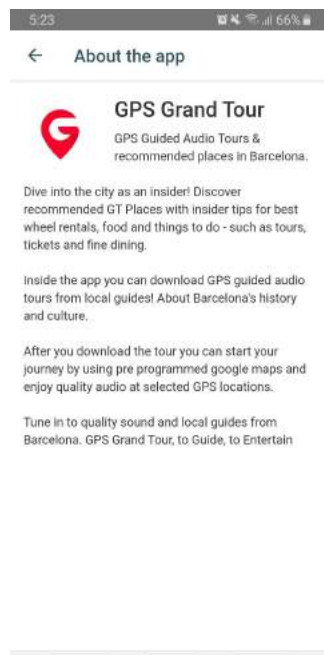 5:23 66%
About the app
GPS Grand Tour
GPS Guided Audio Tours &
recommended places in Barcelona.
Dive into the city as an insider! Discover
recommended GT Places with insider tips for best
wheel rentals, food and things to do - such as tours,
tickets and fine dining.
Inside the app you can download GPS guided audio
tours from local guides! About Barcelona's history
and culture.
After you download the tour you can start your
journey by using pre programmed google maps and
enjoy quality audio at selected GPS locations.
Tune in to quality sound and local guides from
Barcelona. GPS Grand Tour, to Guide, to Entertain